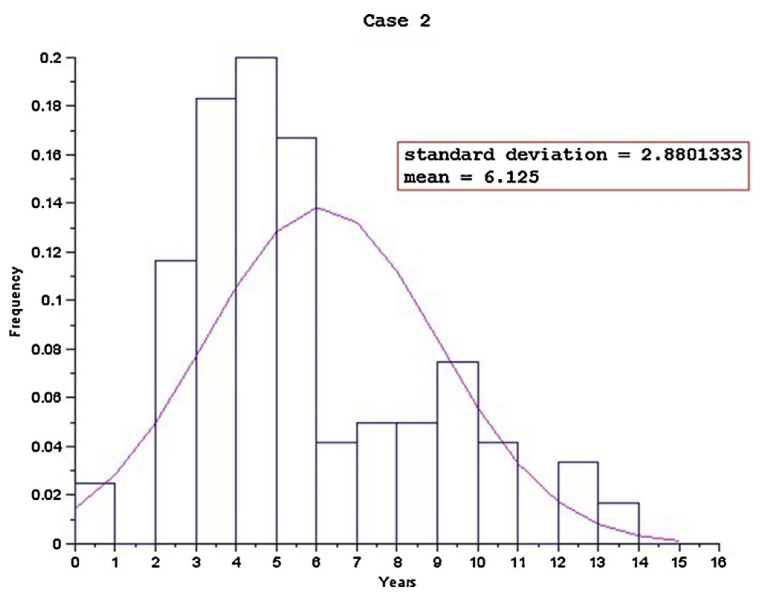 Case 2
0.2
0.18
0.16
0.14
0.12
0.1
0.08
0.06
0.04
0.02
0
Frequency
standard deviation = 2.8801333
mean = 6.125
0 1 2 3 4 5 6 7 8 9 10 11 12 13 14 15 16
Years